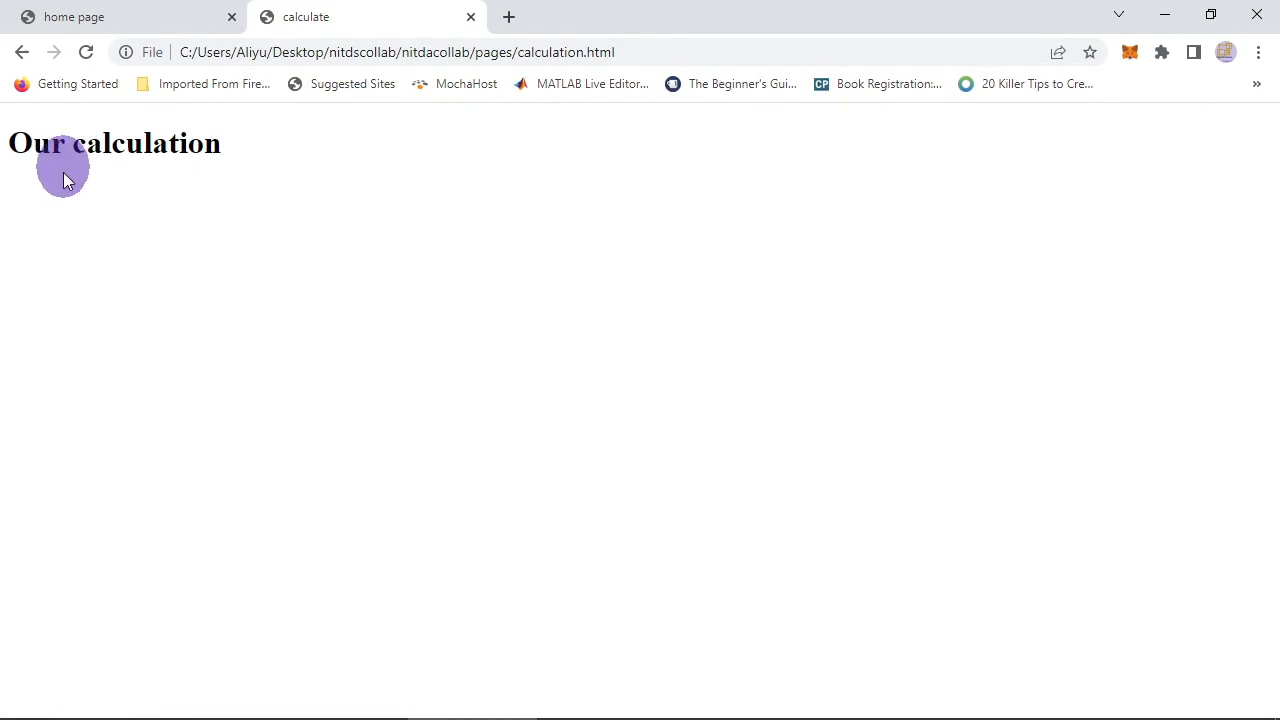 home page
calculate
File
C:/Users/Aliyu/Desktop/nitdscollab/nitdacollab/pages/calculation.html
Getting Started
Imported From Fire...
Suggested Sites
MochaHost
MATLAB Live Editor...
The Beginner's Gui...
CP
Book Registration:...
20 Killer Tips to Cre...
»
Our calculation